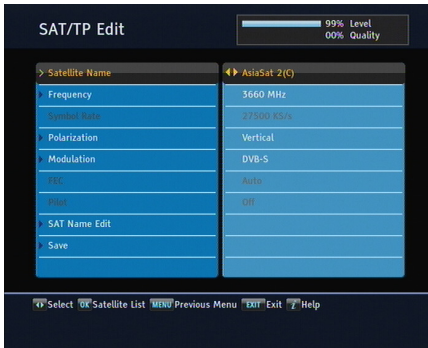 SAT/TP Edit
99% Level
00% Quality
> Satellite Name AsiaSat 2(C)
Frequency 3660 MHz
Symbol Rate 27500 KS/s
Polarization Vertical
Modulation DVB-S
FEC Auto
Pilot Off
SAT Name Edit
Save
Select OK Satellite List MENU Previous Menu EXIT Exit i Help